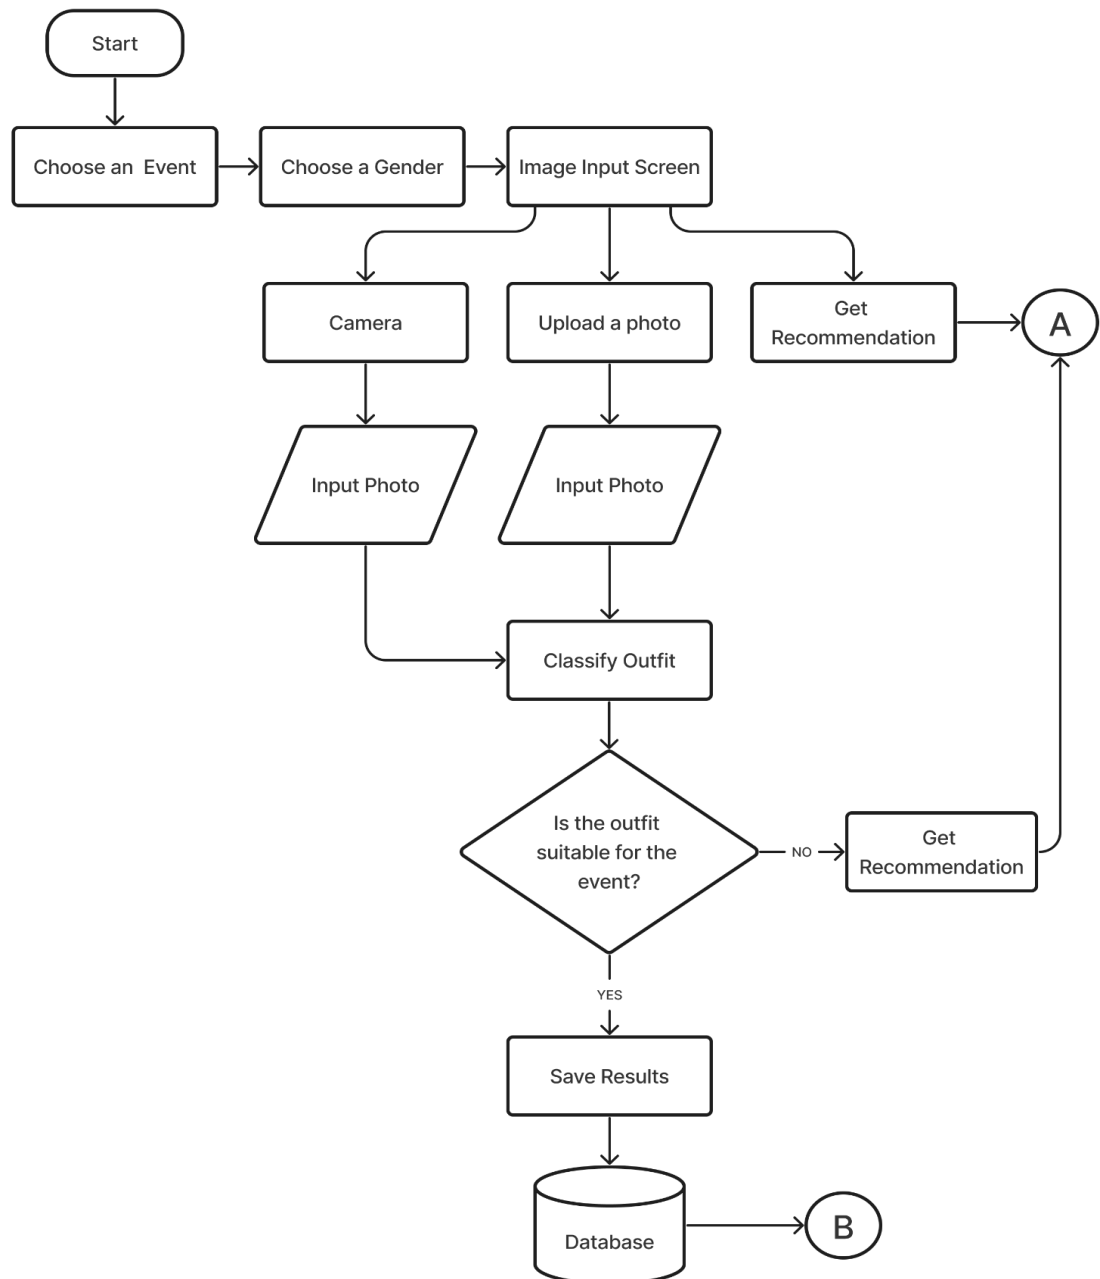 Start
Choose an  Event
Choose a Gender
Image Input Screen
Camera
Upload a photo
Get
Recommendation
A
Input Photo
Input Photo
Classify Outfit
Is the outfit
suitable for the
event?
NO
Get
Recommendation
YES
Save Results
Database
B